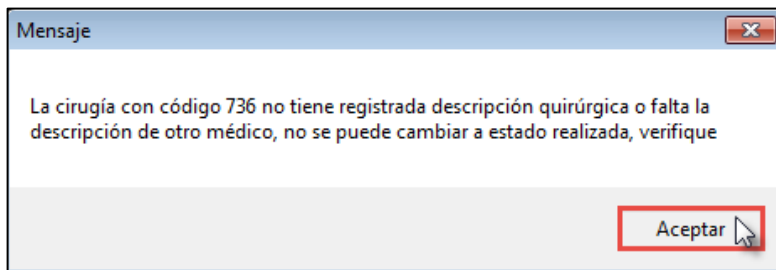 Mensaje
La cirugía con código 736 no tiene registrada descripción quirúrgica o falta la
descripción de otro médico, no se puede cambiar a estado realizada, verifique
Aceptar